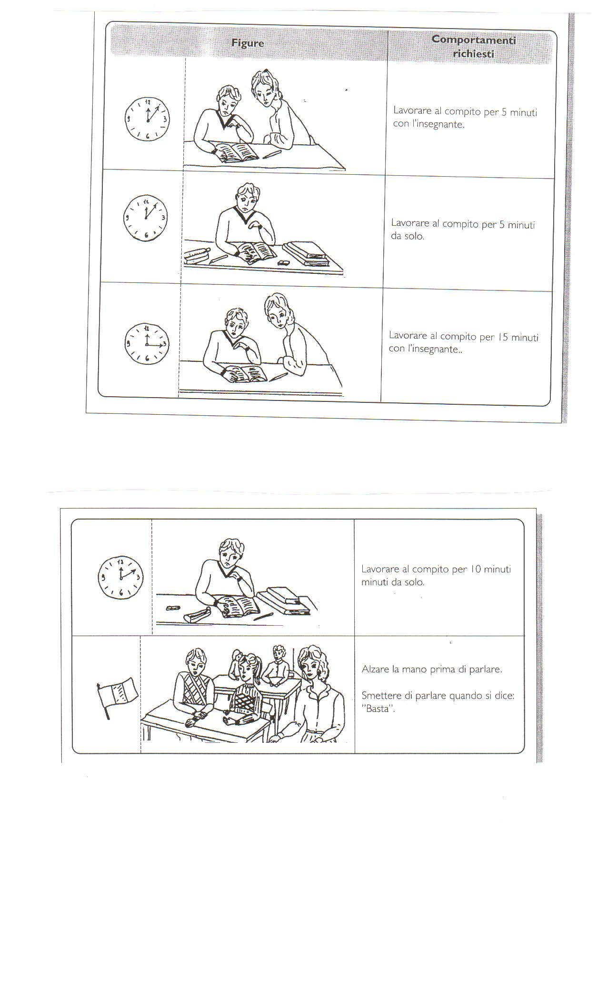 Figure
Comportamenti
richiesti
12
9 3
6
Lavorare al compito per 5 minuti
con l'insegnante.
12
9 3
6
Lavorare al compito per 5 minuti
da solo.
12
9 3
6
Lavorare al compito per 15 minuti
con l'insegnante..
12
9 3
6
Lavorare al compito per 10 minuti
minuti da solo.
Alzare la mano prima di parlare.
Smettere di parlare quando si dice:
"Basta".